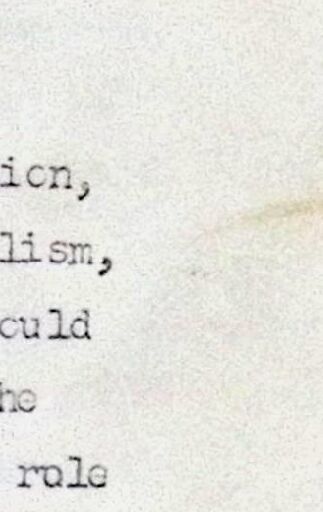 ion,
lism,
ould
he
role